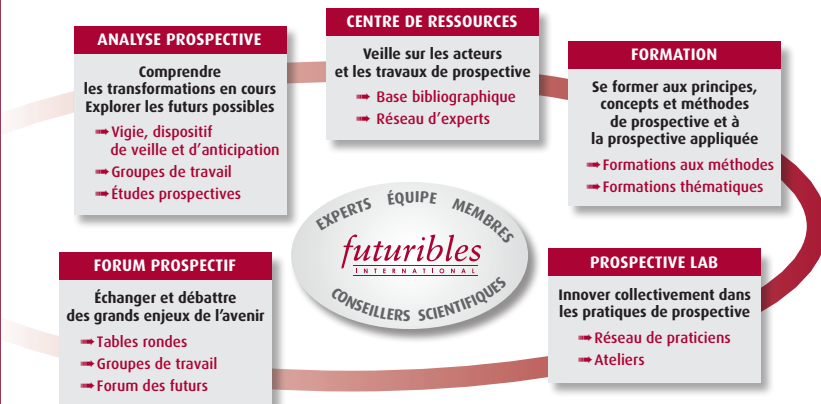 ANALYSE PROSPECTIVE
Comprendre
les transformations en cours
Explorer les futurs possibles
➟ Vigie, dispositif
de veille et d’anticipation
➟ Groupes de travail
➟ Études prospectives
CENTRE DE RESSOURCES
Veille sur les acteurs
et les travaux de prospective
➟ Base bibliographique
➟ Réseau d’experts
FORMATION
Se former aux principes,
concepts et méthodes
de prospective et à
la prospective appliquée
➟ Formations aux méthodes
➟ Formations thématiques
EXPERTS ÉQUIPE MEMBRES
futuribles
INTERNATIONAL
CONSEILLERS SCIENTIFIQUES
FORUM PROSPECTIF
Échanger et débattre
des grands enjeux de l’avenir
➟ Tables rondes
➟ Groupes de travail
➟ Forum des futurs
PROSPECTIVE LAB
Innover collectivement dans
les pratiques de prospective
➟ Réseau de praticiens
➟ Ateliers